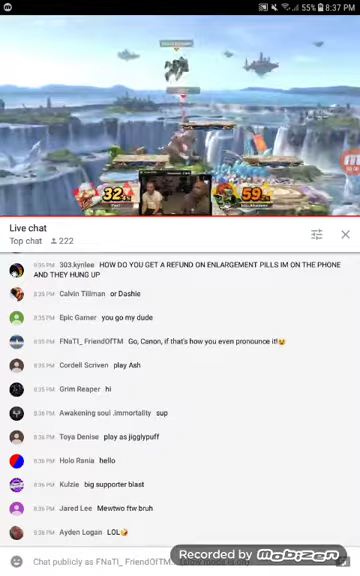 55% 8:37 PM
32
59
Live chat
Top chat 222
8:35 PM 303.kynlee HOW DO YOU GET A REFUND ON ENLARGEMENT PILLS IM ON THE PHONE
AND THEY HUNG UP
8:35 PM Calvin Tillman or Dashie
8:35 PM Epic Gamer you go my dude
8:35 PM FNaTI_FriendOfTM Go, Canon, if that's how you even pronounce it!😉
8:35 PM Cordell Scriven play Ash
8:35 PM Grim Reaper hi
8:36 PM Awakening soul .immortality sup
8:36 PM Toya Denise play as jigglypuff
8:36 PM Holo Rania hello
8:36 PM Kulzie big supporter blast
8:36 PM Jared Lee Mewtwo ftw bruh
8:36 PM Ayden Logan LOL🤣
Chat publicly as FNaTI_FriendOfTM...
Recorded by mobizen